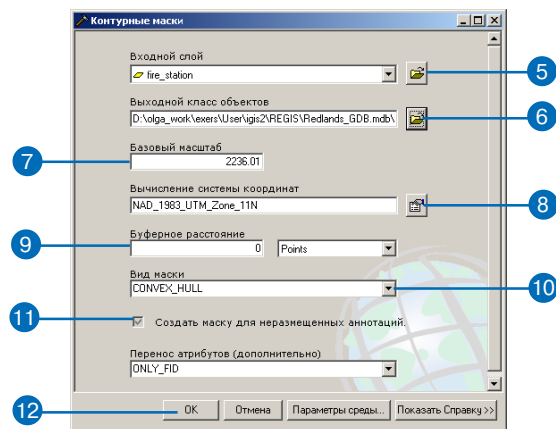 Контурные маски
Входной слой
fire_station
5
Выходной класс объектов
D:\olga_work\exers\User\igis2\REGIS\Redlands_GDB.mdb\
6
Базовый масштаб
7
2236.01
Вычисление системы координат
NAD_1983_UTM_Zone_11N
8
Буферное расстояние
9
0 Points
Вид маски
CONVEX_HULL
10
11
Создать маску для неразмещенных аннотаций.
Перенос атрибутов (дополнительно)
ONLY_FID
12
OK Отмена Параметры среды... Показать Справку >>